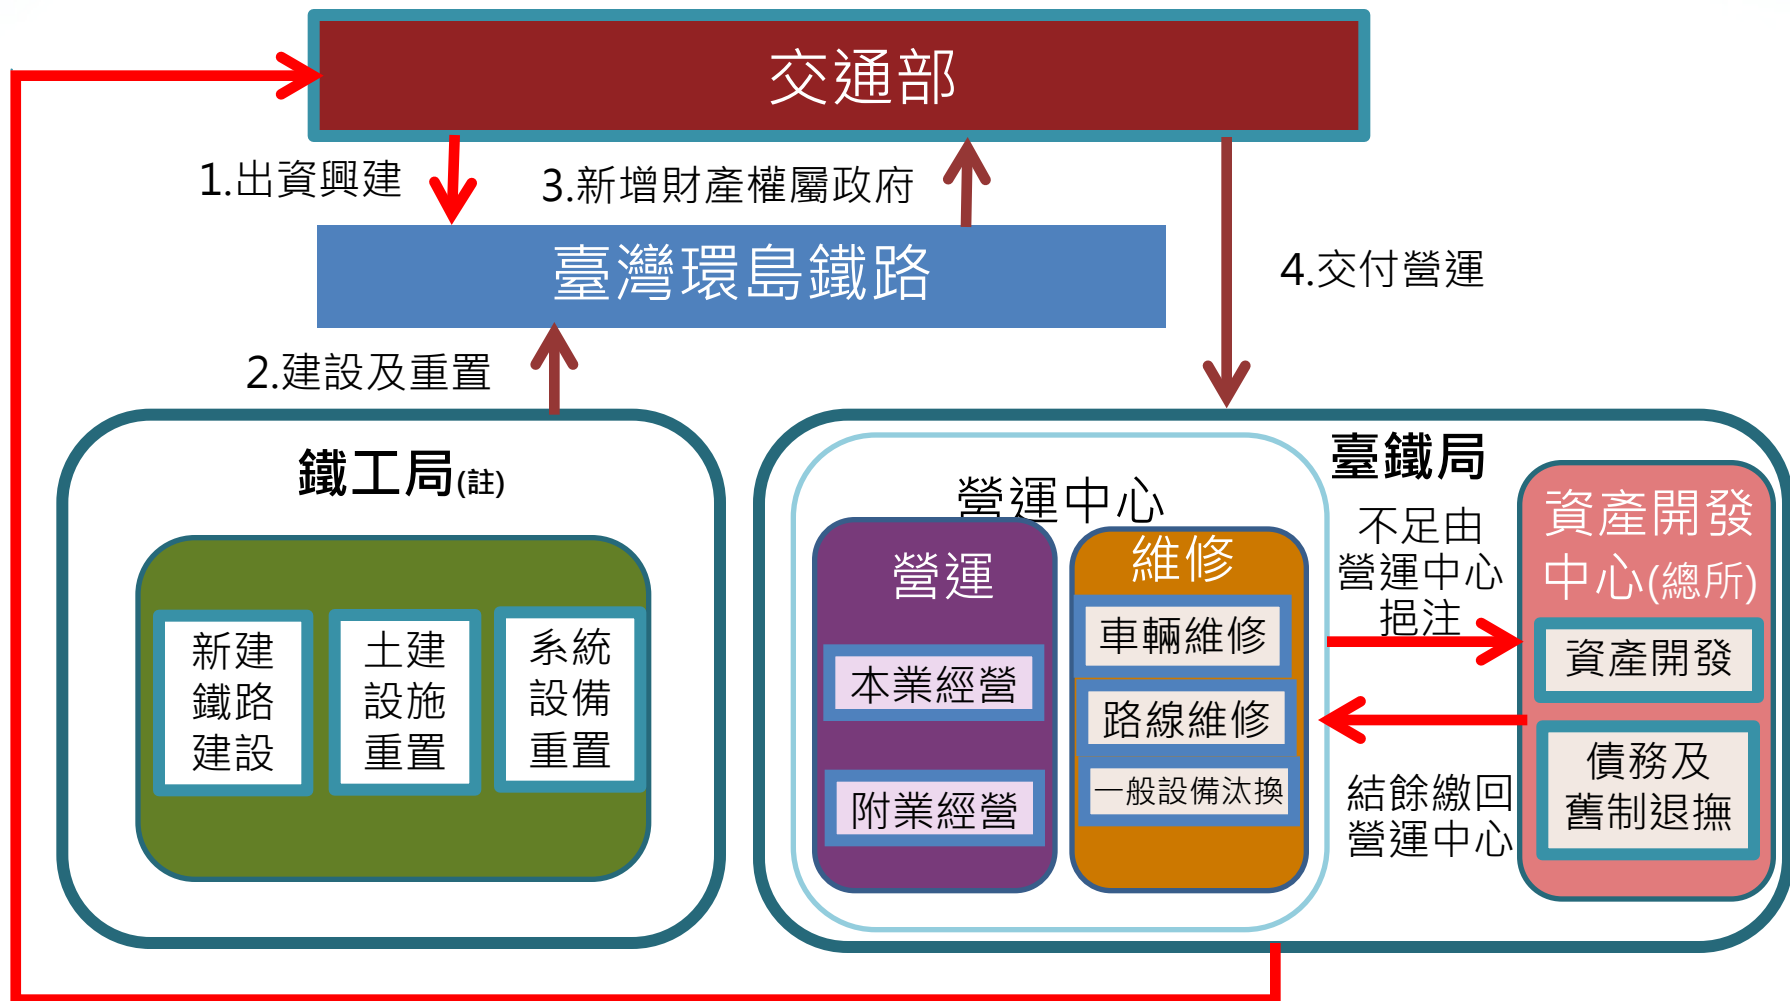 交通部
1.出資興建
3.新增財產權屬政府
4.交付營運
臺灣環島鐵路
2.建設及重置
鐵工局(註)
新建
鐵路
建設
土建
設施
重置
系統
設備
重置
臺鐵局
營運中心
營運
本業經營
附業經營
維修
車輛維修
路線維修
一般設備汰換
不足由
營運中心
挹注
結餘繳回
營運中心
資產開發
中心(總所)
資產開發
債務及
舊制退撫